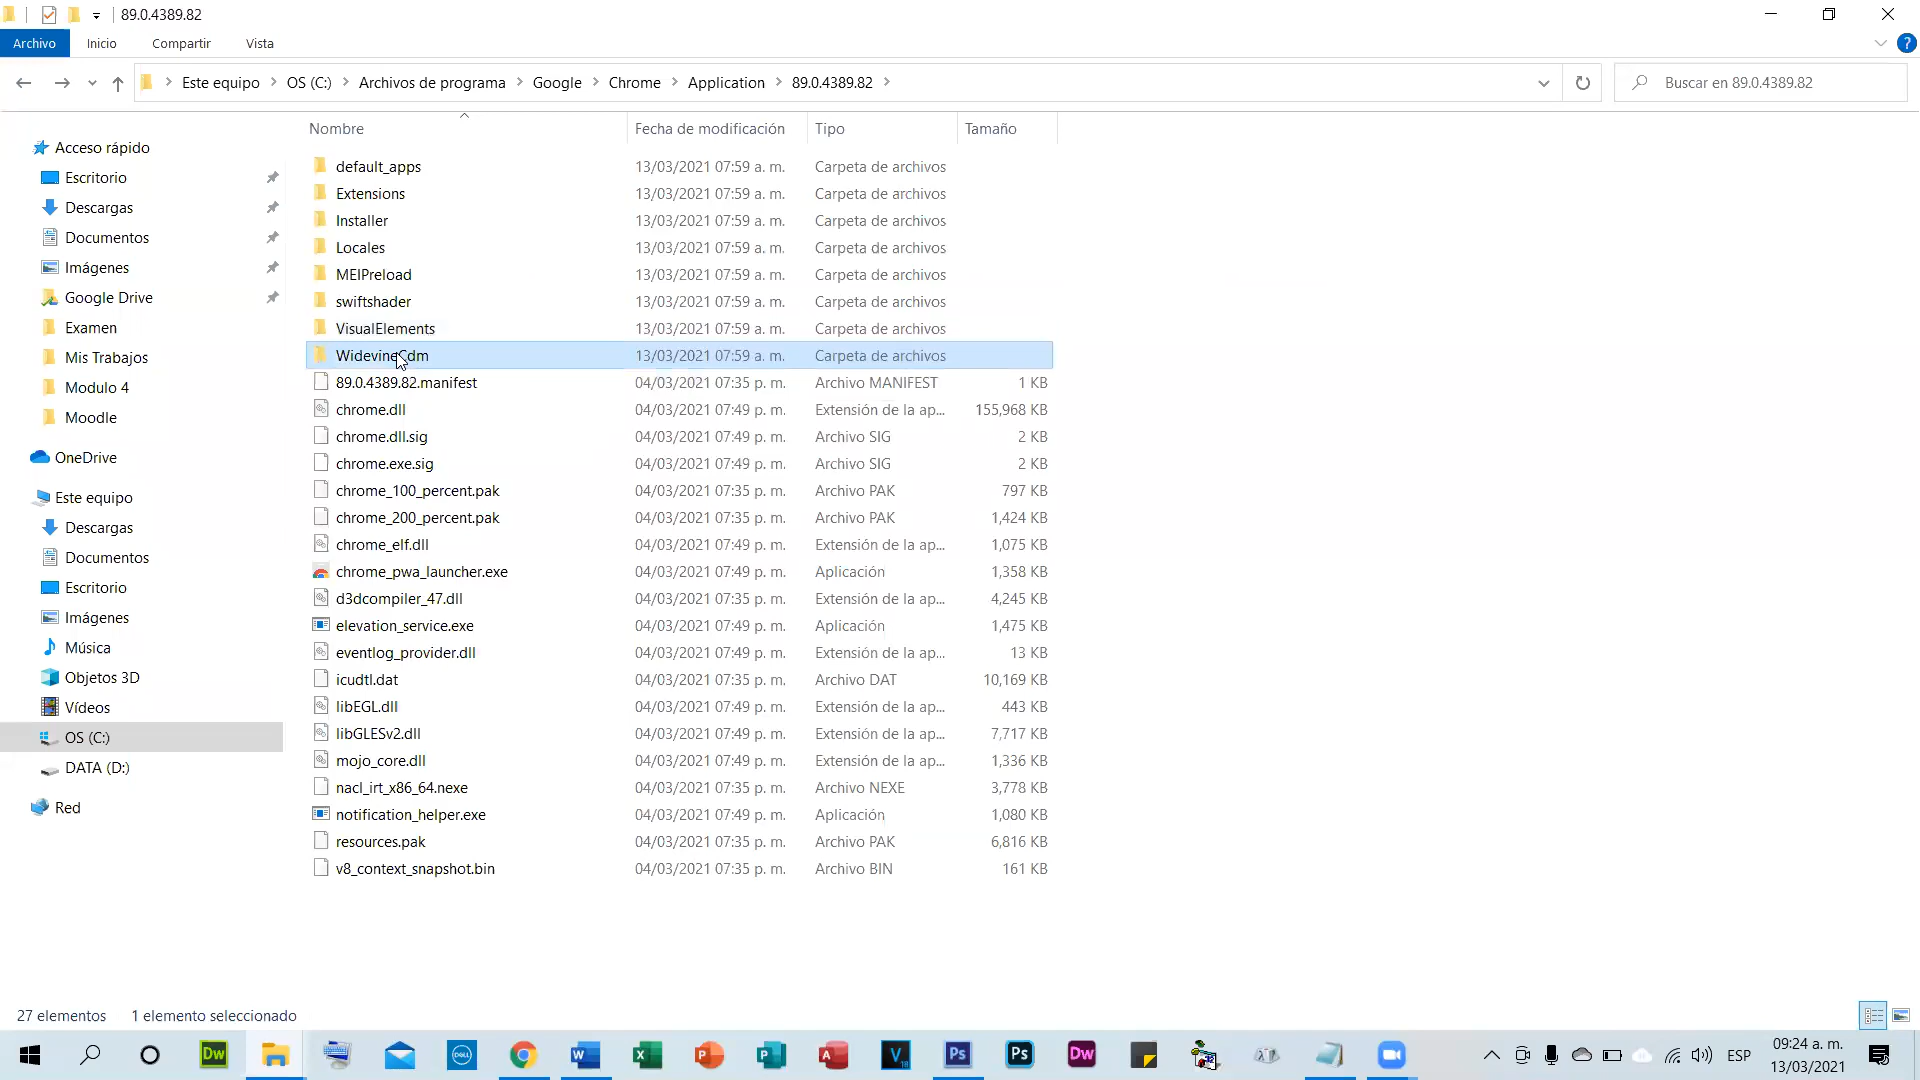 89.0.4389.82
Archivo Inicio Compartir Vista
Este equipo OS (C:) Archivos de programa Google Chrome Application 89.0.4389.82 Buscar en 89.0.4389.82
Nombre Fecha de modificación Tipo Tamaño
Acceso rápido
Escritorio
Descargas
Documentos
Imágenes
Google Drive
Examen
Mis Trabajos
Modulo 4
Moodle
OneDrive
Este equipo
Descargas
Documentos
Escritorio
Imágenes
Música
Objetos 3D
Vídeos
OS (C:)
DATA (D:)
Red
default_apps 13/03/2021 07:59 a. m. Carpeta de archivos
Extensions 13/03/2021 07:59 a. m. Carpeta de archivos
Installer 13/03/2021 07:59 a. m. Carpeta de archivos
Locales 13/03/2021 07:59 a. m. Carpeta de archivos
MEIPreload 13/03/2021 07:59 a. m. Carpeta de archivos
swiftshader 13/03/2021 07:59 a. m. Carpeta de archivos
VisualElements 13/03/2021 07:59 a. m. Carpeta de archivos
WidevineCdm 13/03/2021 07:59 a. m. Carpeta de archivos
89.0.4389.82.manifest 04/03/2021 07:35 p. m. Archivo MANIFEST 1 KB
chrome.dll 04/03/2021 07:49 p. m. Extensión de la ap... 155,968 KB
chrome.dll.sig 04/03/2021 07:49 p. m. Archivo SIG 2 KB
chrome.exe.sig 04/03/2021 07:49 p. m. Archivo SIG 2 KB
chrome_100_percent.pak 04/03/2021 07:35 p. m. Archivo PAK 797 KB
chrome_200_percent.pak 04/03/2021 07:35 p. m. Archivo PAK 1,424 KB
chrome_elf.dll 04/03/2021 07:49 p. m. Extensión de la ap... 1,075 KB
chrome_pwa_launcher.exe 04/03/2021 07:49 p. m. Aplicación 1,358 KB
d3dcompiler_47.dll 04/03/2021 07:35 p. m. Extensión de la ap... 4,245 KB
elevation_service.exe 04/03/2021 07:49 p. m. Aplicación 1,475 KB
eventlog_provider.dll 04/03/2021 07:49 p. m. Extensión de la ap... 13 KB
icudtl.dat 04/03/2021 07:35 p. m. Archivo DAT 10,169 KB
libEGL.dll 04/03/2021 07:49 p. m. Extensión de la ap... 443 KB
libGLESv2.dll 04/03/2021 07:49 p. m. Extensión de la ap... 7,717 KB
mojo_core.dll 04/03/2021 07:49 p. m. Extensión de la ap... 1,336 KB
nacl_irt_x86_64.nexe 04/03/2021 07:35 p. m. Archivo NEXE 3,778 KB
notification_helper.exe 04/03/2021 07:49 p. m. Aplicación 1,080 KB
resources.pak 04/03/2021 07:35 p. m. Archivo PAK 6,816 KB
v8_context_snapshot.bin 04/03/2021 07:35 p. m. Archivo BIN 161 KB
27 elementos 1 elemento seleccionado
ESP
09:24 a. m.
13/03/2021